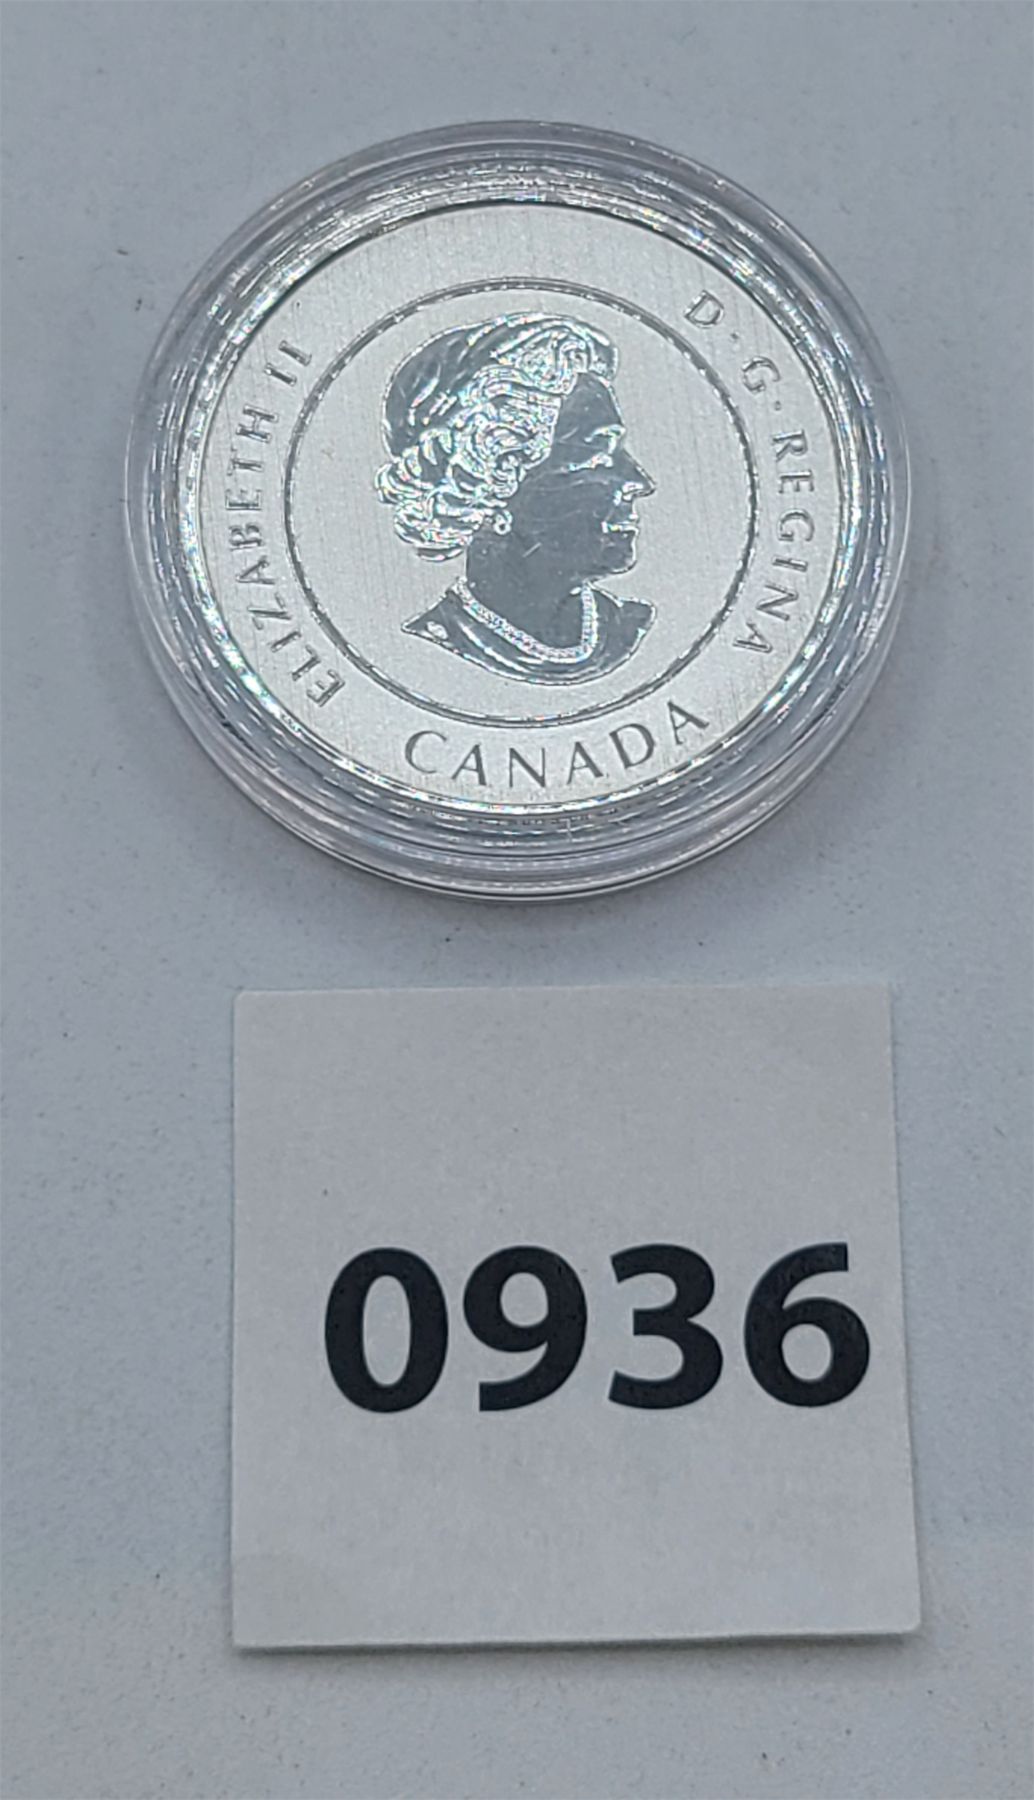 ELIZABETH II
D · G · REGINA
CANADA
0936